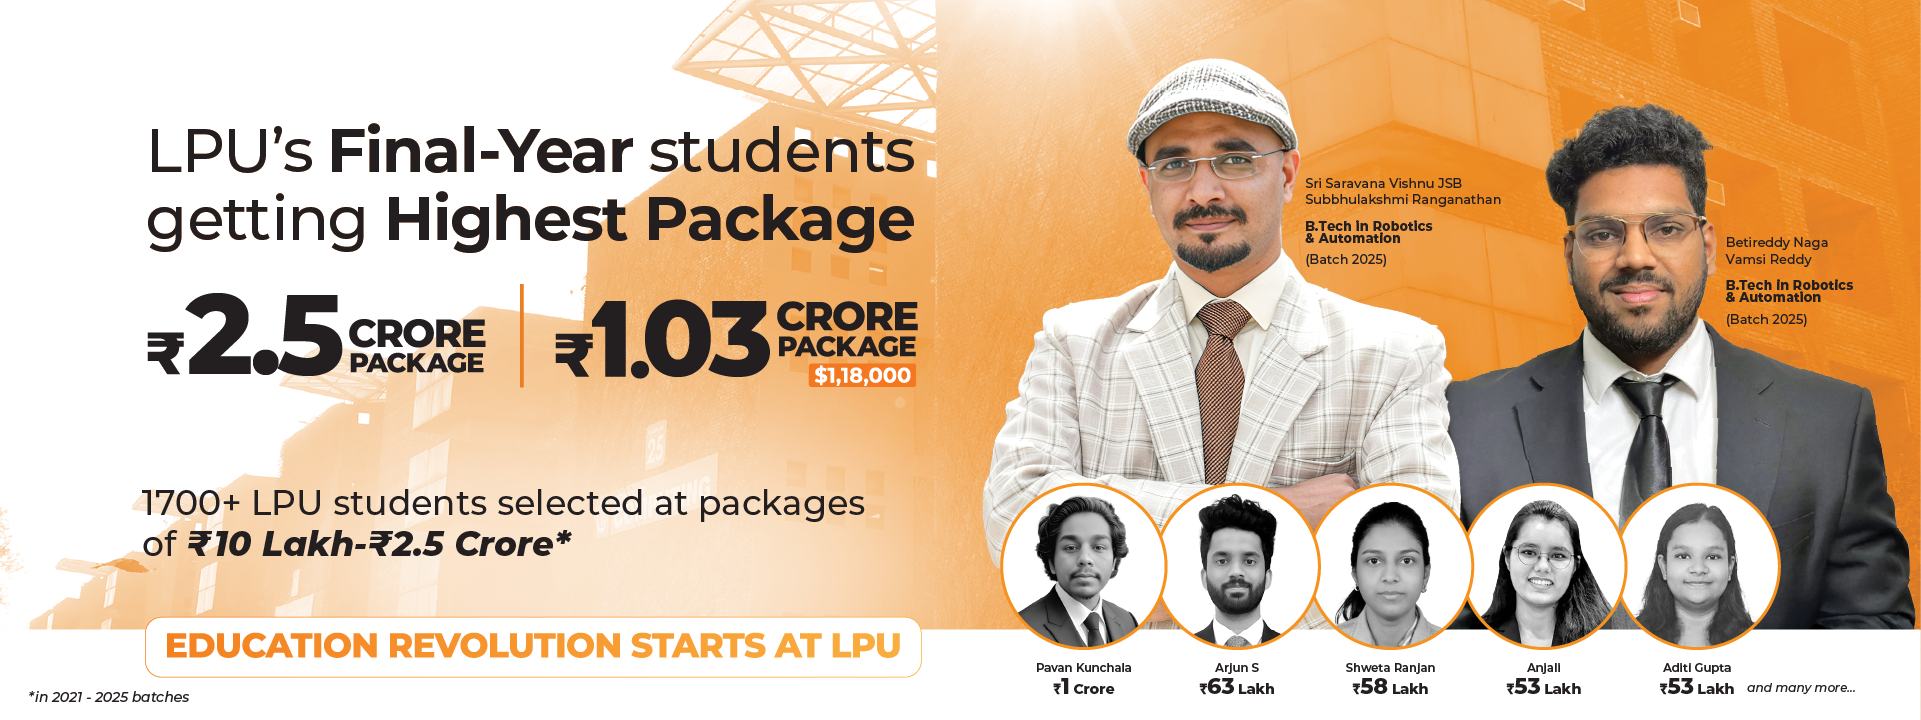 LPU's Final-Year students
getting Highest Package
₹2.5 CRORE
PACKAGE
₹1.03 CRORE
PACKAGE
$1,18,000
1700+ LPU students selected at packages
of ₹10 Lakh-₹2.5 Crore*
EDUCATION REVOLUTION STARTS AT LPU
*in 2021 - 2025 batches
Sri Saravana Vishnu JSB
Subbhulakshmi Ranganathan
B.Tech in Robotics
& Automation
(Batch 2025)
Betireddy Naga
Vamsi Reddy
B.Tech in Robotics
& Automation
(Batch 2025)
Pavan Kunchala
₹1 Crore
Arjun S
₹63 Lakh
Shweta Ranjan
₹58 Lakh
Anjali
₹53 Lakh
Aditi Gupta
₹53 Lakh
and many more...
25